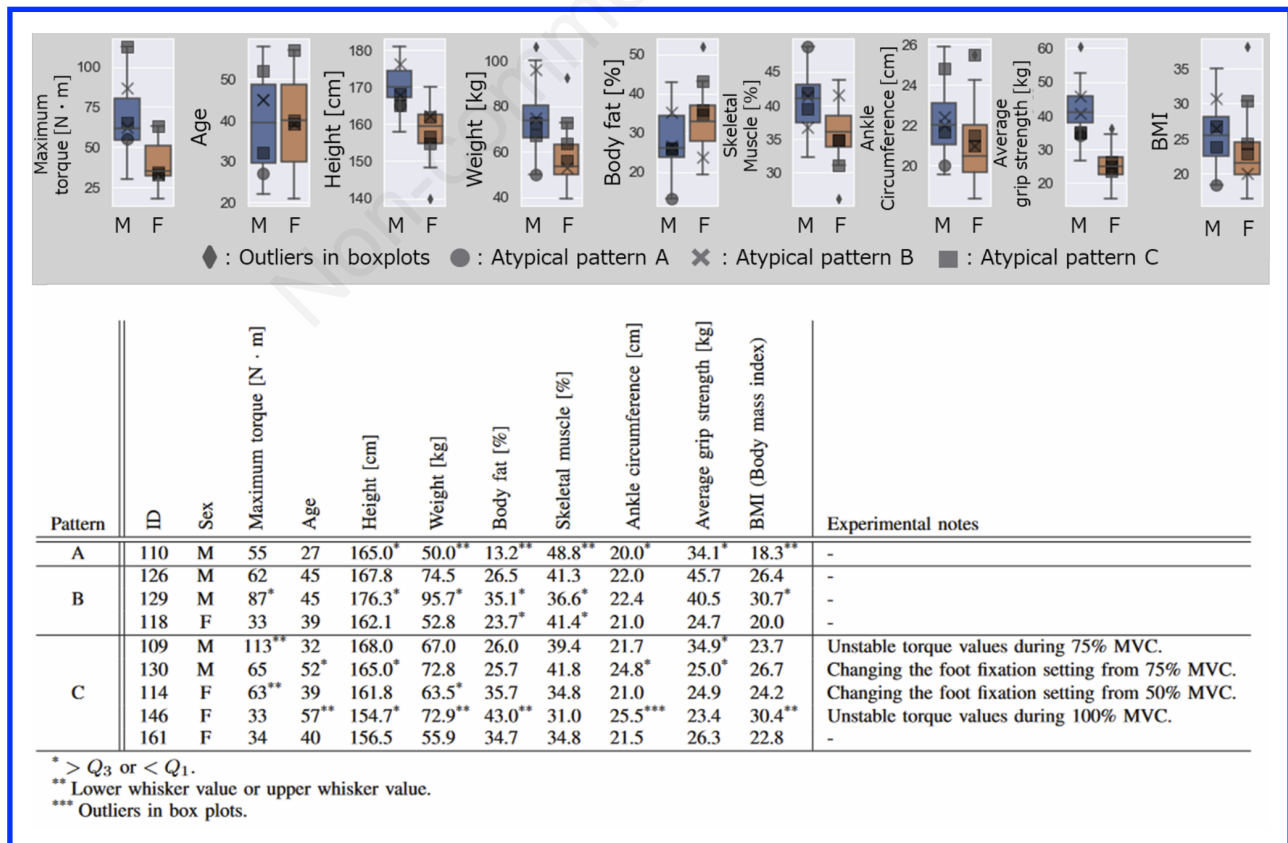 Maximum torque [N · m]
100
75
50
25
M F
Age
50
40
30
20
M F
Height [cm]
180
170
160
150
140
M F
Weight [kg]
100
80
60
40
M F
Body fat [%]
50
40
30
20
M F
Skeletal Muscle [%]
45
40
35
30
M F
Ankle Circumference [cm]
26
24
22
20
M F
Average grip strength [kg]
60
50
40
30
20
M F
BMI
35
30
25
20
M F
: Outliers in boxplots : Atypical pattern A : Atypical pattern B : Atypical pattern C
Non-comm
Pattern ID Sex Maximum torque [N · m] Age Height [cm] Weight [kg] Body fat [%] Skeletal muscle [%] Ankle circumference [cm] Average grip strength [kg] BMI (Body mass index) Experimental notes
A 110 M 55 27 165.0* 50.0** 13.2** 48.8** 20.0* 34.1* 18.3** -
126 M 62 45 167.8 74.5 26.5 41.3 22.0 45.7 26.4 -
B 129 M 87* 45 176.3* 95.7* 35.1* 36.6* 22.4 40.5 30.7* -
118 F 33 39 162.1 52.8 23.7* 41.4* 21.0 24.7 20.0 -
109 M 113** 32 168.0 67.0 26.0 39.4 21.7 34.9* 23.7 Unstable torque values during 75% MVC.
130 M 65 52* 165.0* 72.8 25.7 41.8 24.8* 25.0* 26.7 Changing the foot fixation setting from 75% MVC.
C 114 F 63** 39 161.8 63.5* 35.7 34.8 21.0 24.9 24.2 Changing the foot fixation setting from 50% MVC.
146 F 33 57** 154.7* 72.9** 43.0** 31.0 25.5*** 23.4 30.4** Unstable torque values during 100% MVC.
161 F 34 40 156.5 55.9 34.7 34.8 21.5 26.3 22.8 -
* > Q3 or < Q1.
** Lower whisker value or upper whisker value.
*** Outliers in box plots.